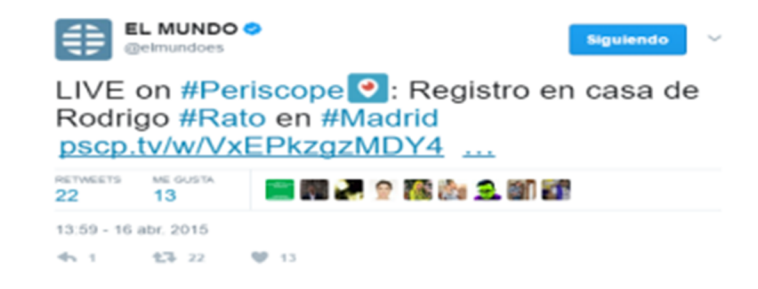 EL MUNDO
@elmundoes
Siguiendo
LIVE on #Periscope: Registro en casa de
Rodrigo #Rato en #Madrid
pscp.tv/w/VxEPkzgzMDY4 ...
RETWEETS ME GUSTA
22 13
13:59 - 16 abr. 2015
1 22 13